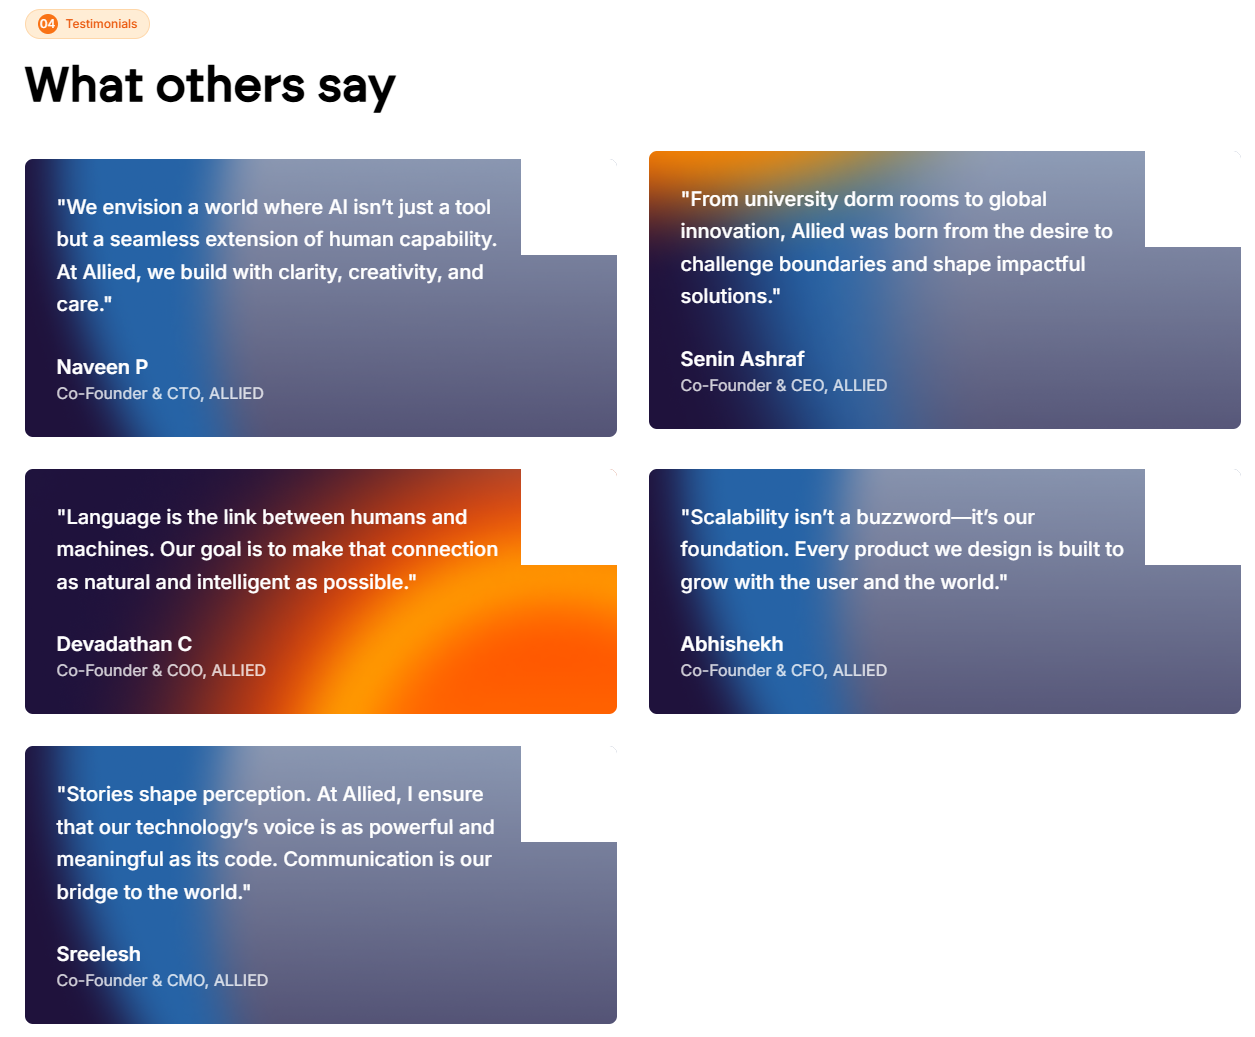 04 Testimonials
What others say
"We envision a world where AI isn’t just a tool
but a seamless extension of human capability.
At Allied, we build with clarity, creativity, and
care."
Naveen P
Co-Founder & CTO, ALLIED
"From university dorm rooms to global
innovation, Allied was born from the desire to
challenge boundaries and shape impactful
solutions."
Senin Ashraf
Co-Founder & CEO, ALLIED
"Language is the link between humans and
machines. Our goal is to make that connection
as natural and intelligent as possible."
Devadathan C
Co-Founder & COO, ALLIED
"Scalability isn’t a buzzword—it’s our
foundation. Every product we design is built to
grow with the user and the world."
Abhishekh
Co-Founder & CFO, ALLIED
"Stories shape perception. At Allied, I ensure
that our technology’s voice is as powerful and
meaningful as its code. Communication is our
bridge to the world."
Sreelesh
Co-Founder & CMO, ALLIED